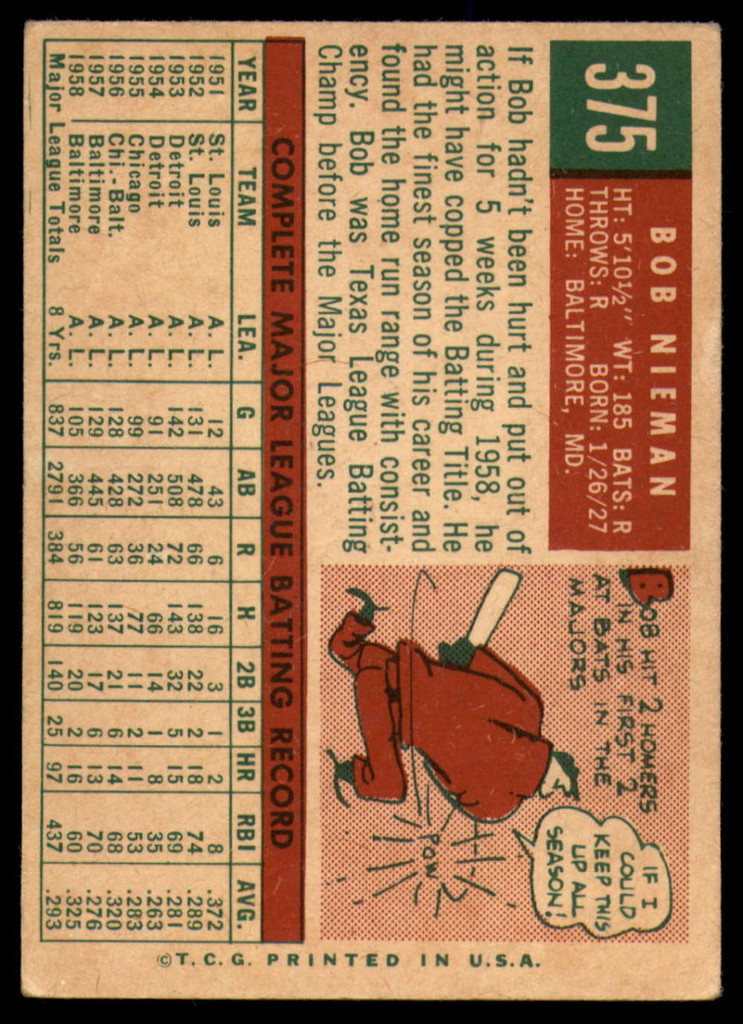 375
BOB NIEMAN
HT: 5'10½" WT: 185 BATS: R
THROWS: R BORN: 1/26/27
HOME: BALTIMORE, MD.
If Bob hadn't been hurt and put out of
action for 5 weeks during 1958, he
might have copped the Batting Title. He
had the finest season of his career and
found the home run range with consist-
ency. Bob was Texas League Batting
Champ before the Major Leagues.
BOB HIT 2 HOMERS
IN HIS FIRST 2
AT BATS IN THE
MAJORS
IF I
COULD
KEEP THIS
UP ALL
SEASON!
POW
COMPLETE MAJOR LEAGUE BATTING RECORD
YEAR TEAM LEA. G AB R H 2B 3B HR RBI AVG.
1951 St. Louis A. L. 12 43 6 16 3 1 2 8 .372
1952 St. Louis A. L. 131 478 66 138 22 2 18 74 .289
1953 Detroit A. L. 142 508 72 143 32 5 15 69 .281
1954 Detroit A. L. 91 251 24 66 14 1 8 35 .263
1955 Chicago A. L. 99 272 36 77 11 2 11 53 .283
1956 Chi.-Balt. A. L. 128 428 63 137 21 6 14 68 .320
1957 Baltimore A. L. 129 445 61 123 17 6 13 70 .276
1958 Baltimore A. L. 105 366 56 119 20 2 16 60 .325
Major League Totals 8 Yrs. 837 2791 384 819 140 25 97 437 .293
©T.C.G. PRINTED IN U.S.A.